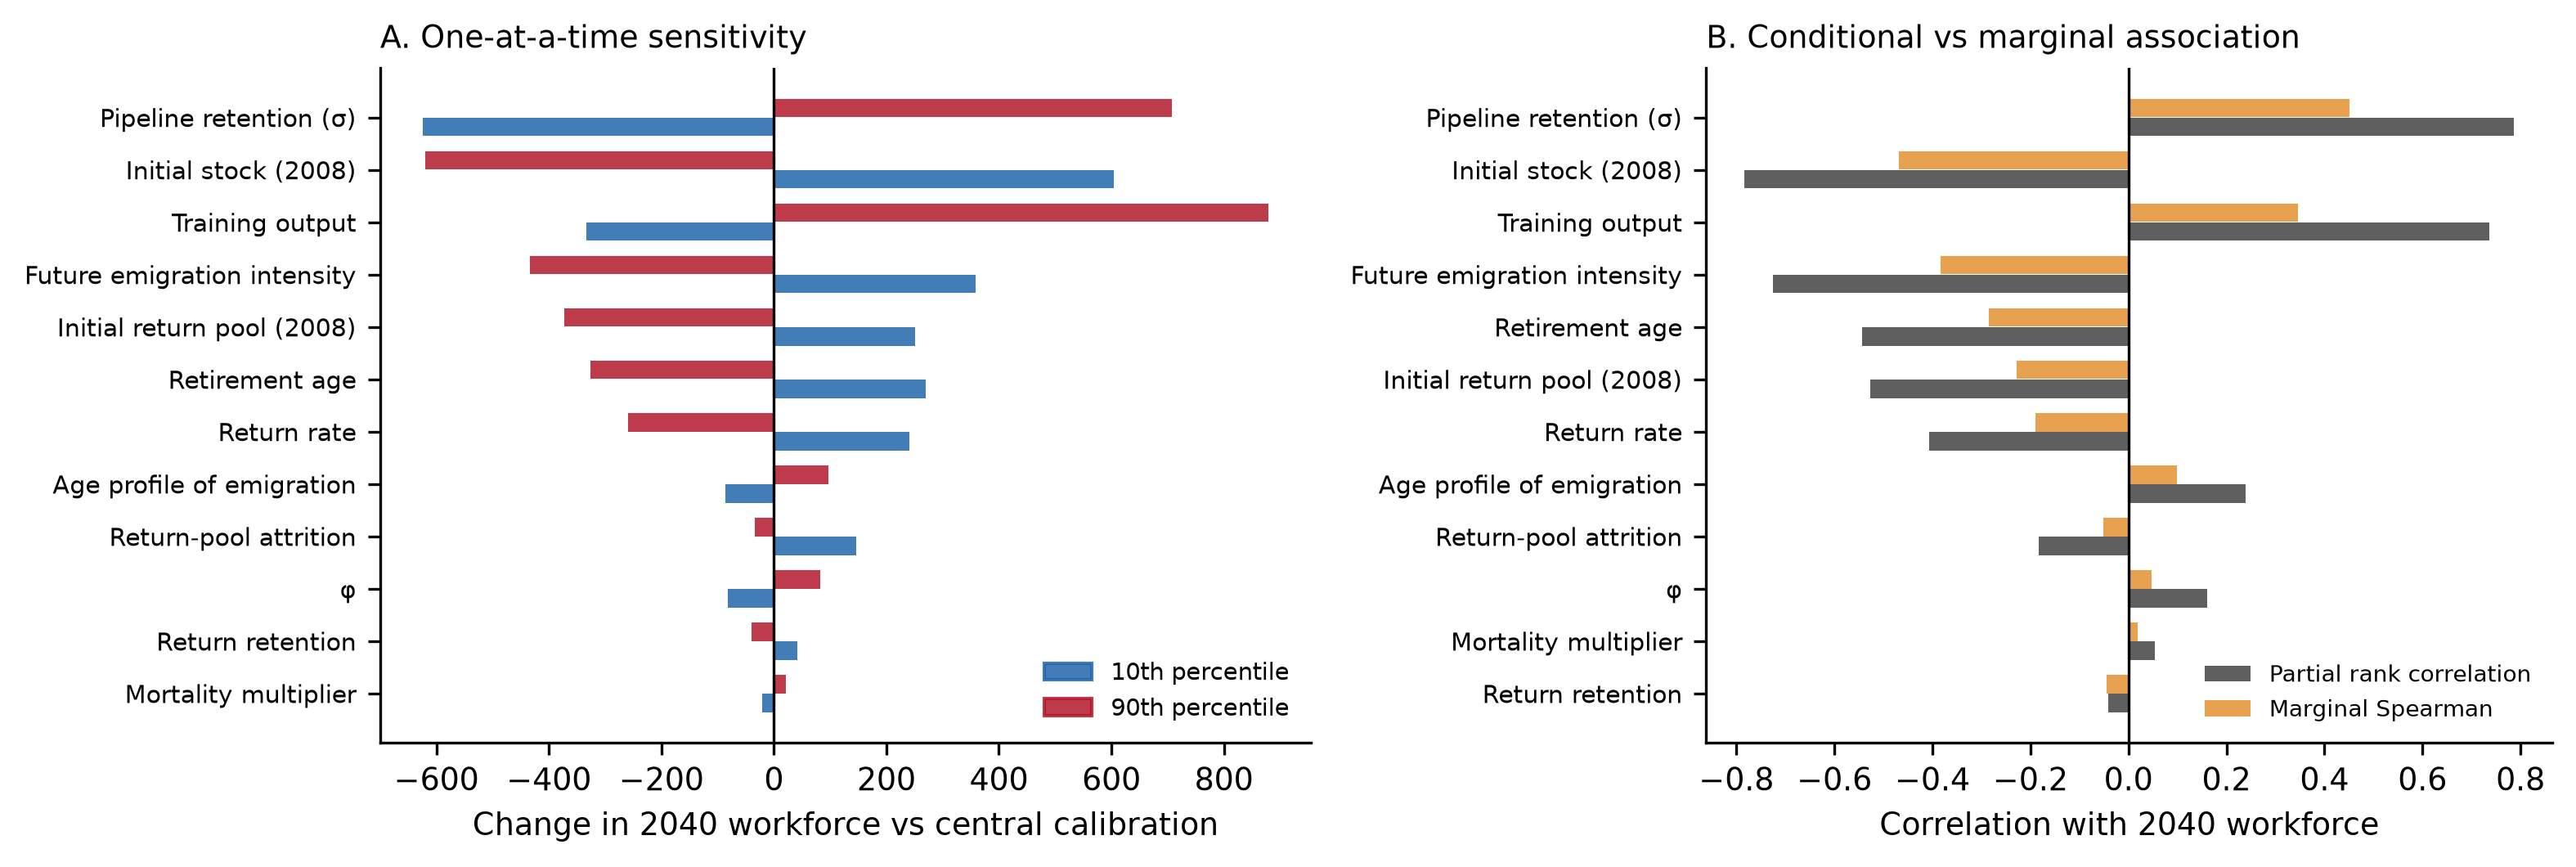 A. One-at-a-time sensitivity
Pipeline retention (σ)
Initial stock (2008)
Training output
Future emigration intensity
Initial return pool (2008)
Retirement age
Return rate
Age profile of emigration
Return-pool attrition
φ
Return retention
Mortality multiplier
10th percentile
90th percentile
−600 −400 −200 0 200 400 600 800
Change in 2040 workforce vs central calibration
B. Conditional vs marginal association
Pipeline retention (σ)
Initial stock (2008)
Training output
Future emigration intensity
Retirement age
Initial return pool (2008)
Return rate
Age profile of emigration
Return-pool attrition
φ
Mortality multiplier
Return retention
Partial rank correlation
Marginal Spearman
−0.8 −0.6 −0.4 −0.2 0.0 0.2 0.4 0.6 0.8
Correlation with 2040 workforce